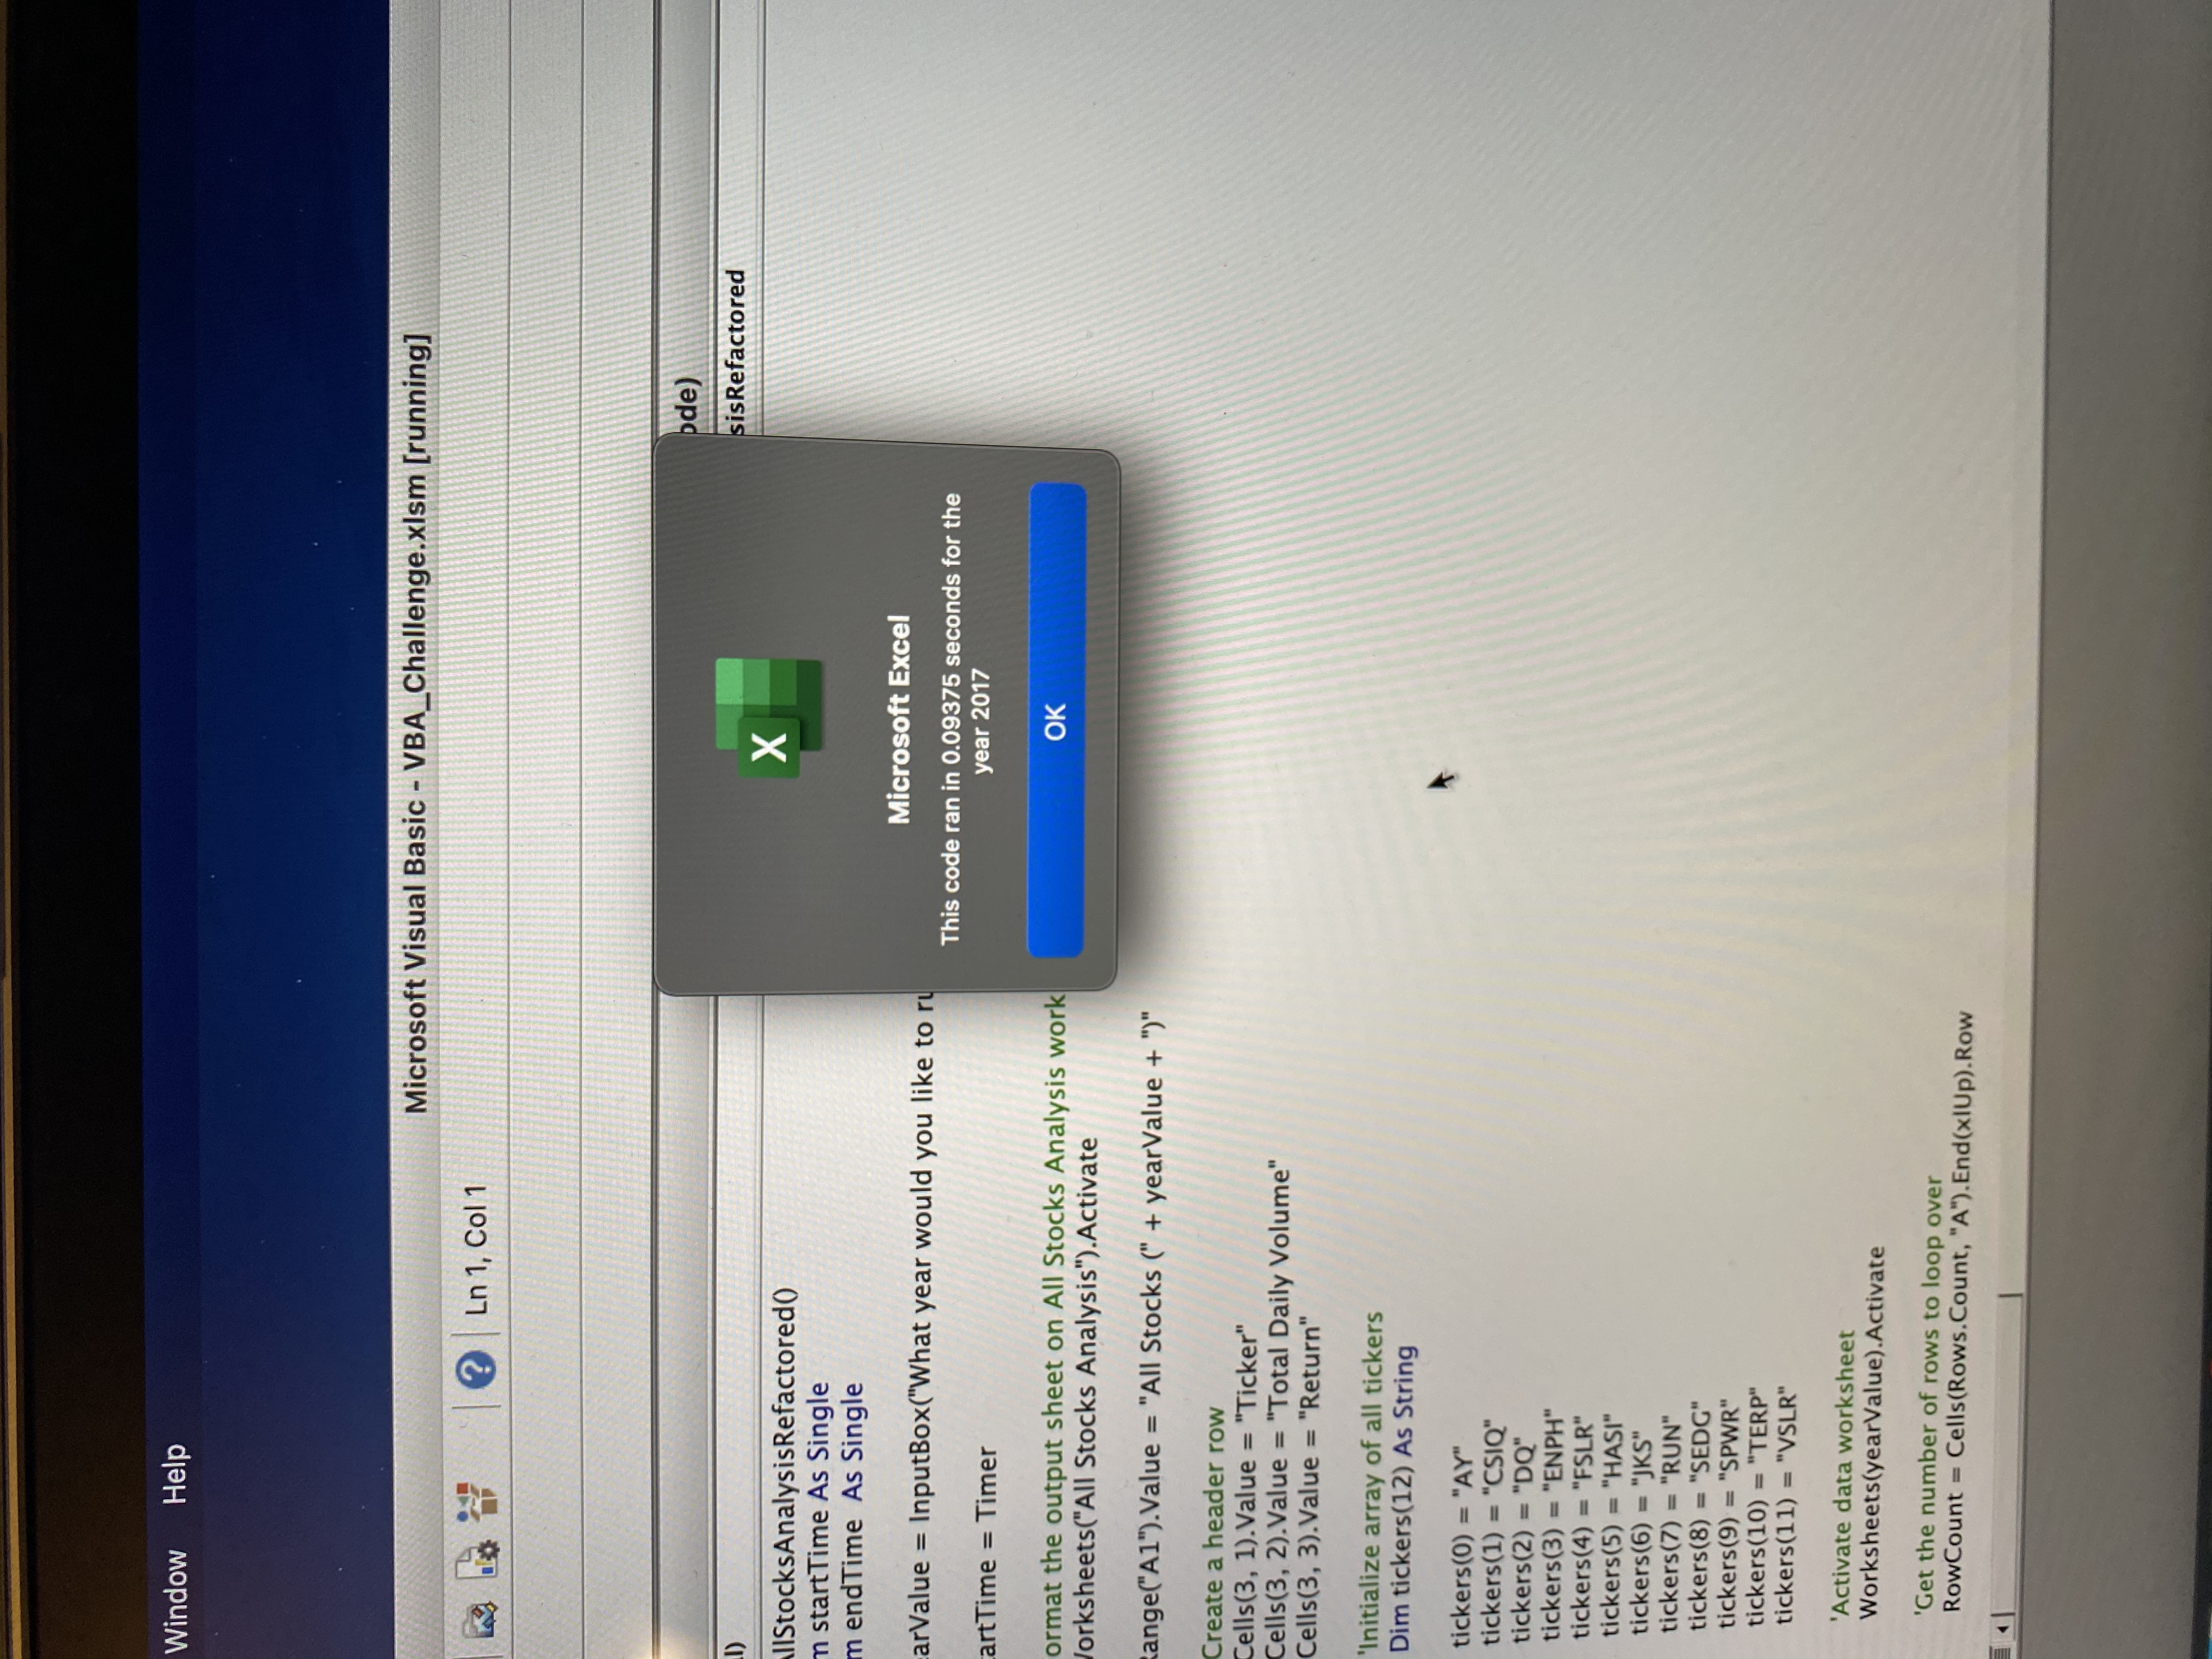 Window Help
Microsoft Visual Basic - VBA_Challenge.xlsm [running]
Ln 1, Col 1
ode)
l)
sisRefactored
AllStocksAnalysisRefactored()
m startTime As Single
m endTime  As Single
earValue = InputBox("What year would you like to ru
artTime = Timer
ormat the output sheet on All Stocks Analysis work
Worksheets("All Stocks Analysis").Activate
Range("A1").Value = "All Stocks (" + yearValue + ")"
Create a header row
Cells(3, 1).Value = "Ticker"
Cells(3, 2).Value = "Total Daily Volume"
Cells(3, 3).Value = "Return"
'Initialize array of all tickers
Dim tickers(12) As String
tickers(0) = "AY"
tickers(1) = "CSIQ"
tickers(2) = "DQ"
tickers(3) = "ENPH"
tickers(4) = "FSLR"
tickers(5) = "HASI"
tickers(6) = "JKS"
tickers(7) = "RUN"
tickers(8) = "SEDG"
tickers(9) = "SPWR"
tickers(10) = "TERP"
tickers(11) = "VSLR"
'Activate data worksheet
Worksheets(yearValue).Activate
'Get the number of rows to loop over
RowCount = Cells(Rows.Count, "A").End(xlUp).Row
X
Microsoft Excel
This code ran in 0.09375 seconds for the
year 2017
OK